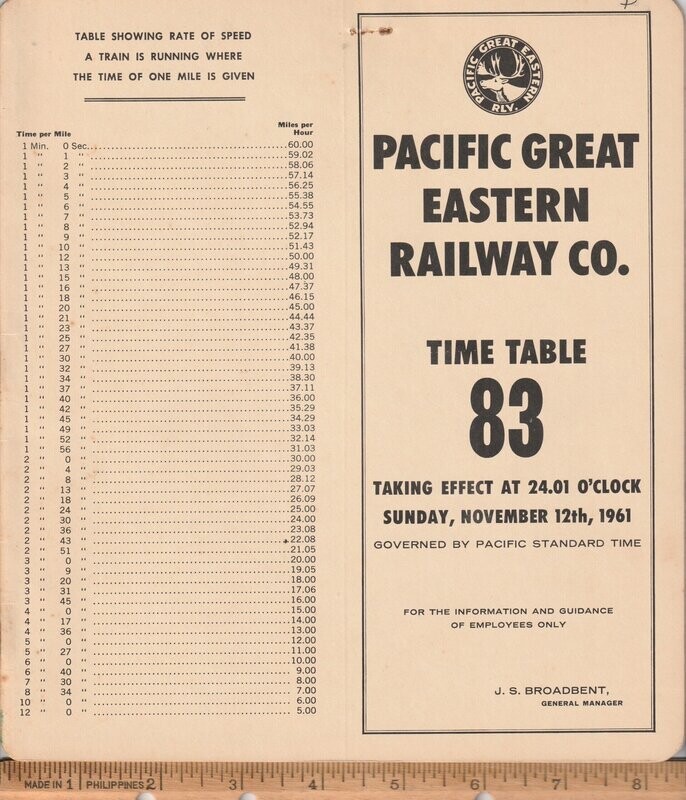 TABLE SHOWING RATE OF SPEED
A TRAIN IS RUNNING WHERE
THE TIME OF ONE MILE IS GIVEN
Time per Mile Miles per Hour
1 Min. 0 Sec. 60.00
1 " 1 " 59.02
1 " 2 " 58.06
1 " 3 " 57.14
1 " 4 " 56.25
1 " 5 " 55.38
1 " 6 " 54.55
1 " 7 " 53.73
1 " 8 " 52.94
1 " 9 " 52.17
1 " 10 " 51.43
1 " 12 " 50.00
1 " 13 " 49.31
1 " 15 " 48.00
1 " 16 " 47.37
1 " 18 " 46.15
1 " 20 " 45.00
1 " 21 " 44.44
1 " 23 " 43.37
1 " 25 " 42.35
1 " 27 " 41.38
1 " 30 " 40.00
1 " 32 " 39.13
1 " 34 " 38.30
1 " 37 " 37.11
1 " 40 " 36.00
1 " 42 " 35.29
1 " 45 " 34.29
1 " 49 " 33.03
1 " 52 " 32.14
1 " 56 " 31.03
2 " 0 " 30.00
2 " 4 " 29.03
2 " 8 " 28.12
2 " 13 " 27.07
2 " 18 " 26.09
2 " 24 " 25.00
2 " 30 " 24.00
2 " 36 " 23.08
2 " 43 " 22.08
2 " 51 " 21.05
3 " 0 " 20.00
3 " 9 " 19.05
3 " 20 " 18.00
3 " 31 " 17.06
3 " 45 " 16.00
4 " 0 " 15.00
4 " 17 " 14.00
4 " 36 " 13.00
5 " 0 " 12.00
5 " 27 " 11.00
6 " 0 " 10.00
6 " 40 " 9.00
7 " 30 " 8.00
8 " 34 " 7.00
10 " 0 " 6.00
12 " 0 " 5.00
PACIFIC GREAT EASTERN RLY.
PACIFIC GREAT
EASTERN
RAILWAY CO.
TIME TABLE
83
TAKING EFFECT AT 24.01 O'CLOCK
SUNDAY, NOVEMBER 12th, 1961
GOVERNED BY PACIFIC STANDARD TIME
FOR THE INFORMATION AND GUIDANCE
OF EMPLOYEES ONLY
J. S. BROADBENT,
GENERAL MANAGER
MADE IN 1 PHILIPPINES 2 3 4 5 6 7 8